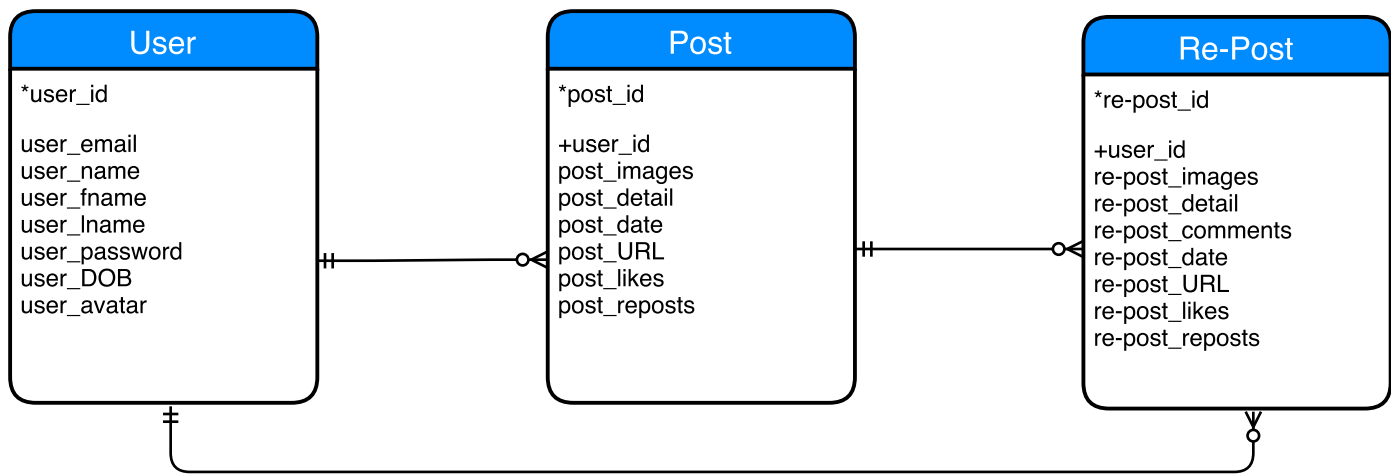 User
*user_id
user_email
user_name
user_fname
user_lname
user_password
user_DOB
user_avatar
Post
*post_id
+user_id
post_images
post_detail
post_date
post_URL
post_likes
post_reposts
Re-Post
*re-post_id
+user_id
re-post_images
re-post_detail
re-post_comments
re-post_date
re-post_URL
re-post_likes
re-post_reposts